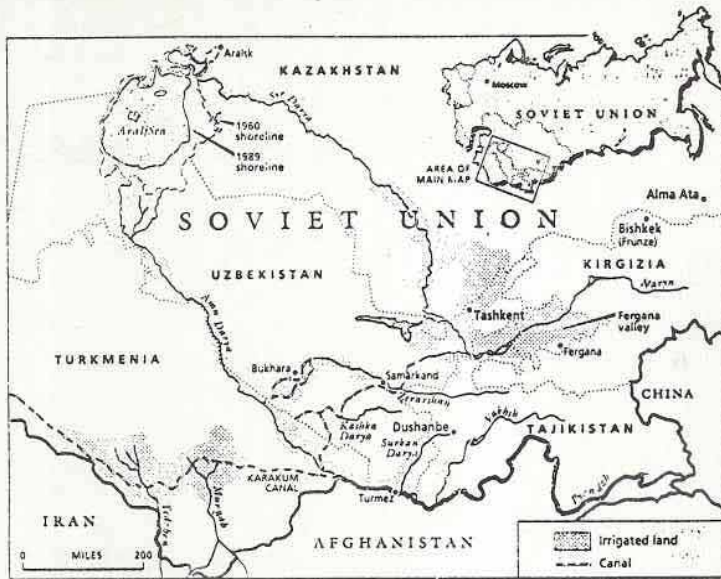 Aralsk
KAZAKHSTAN
Syr Darya
Moscow
SOVIET UNION
Aral Sea
1960
shoreline
1989
shoreline
AREA OF
MAIN MAP
Alma Ata
SOVIET UNION
Bishkek
(Frunze)
UZBEKISTAN
KIRGIZIA
Naryn
Amu Darya
Tashkent
Fergana
valley
TURKMENIA
Bukhara
Samarkand
Fergana
CHINA
Zeravshan
Kashka
Darya
Dushanbe
Vakhsh
Surkan
Darya
TAJIKISTAN
KARAKUM
CANAL
Turmez
Pyandzh
Murgab
IRAN
AFGHANISTAN
0 MILES 200
Irrigated land
Canal